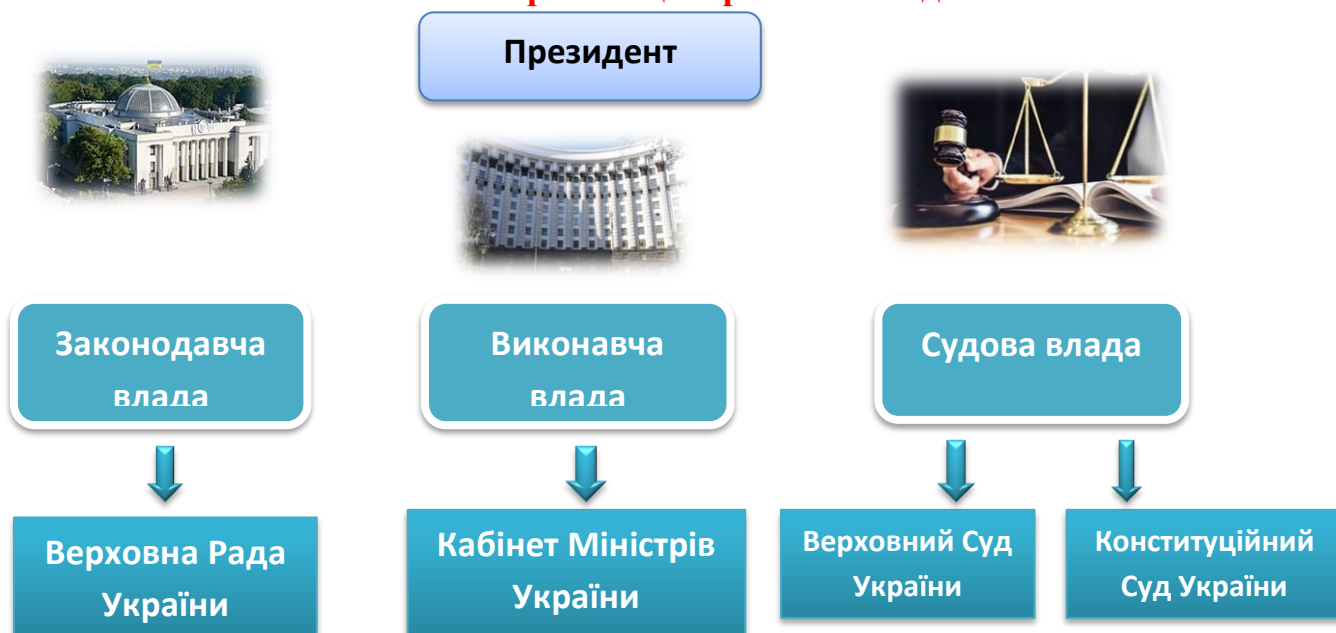 Президент
Законодавча
влада
Виконавча
влада
Судова влада
Верховна Рада
України
Кабінет Міністрів
України
Верховний Суд
України
Конституційний
Суд України